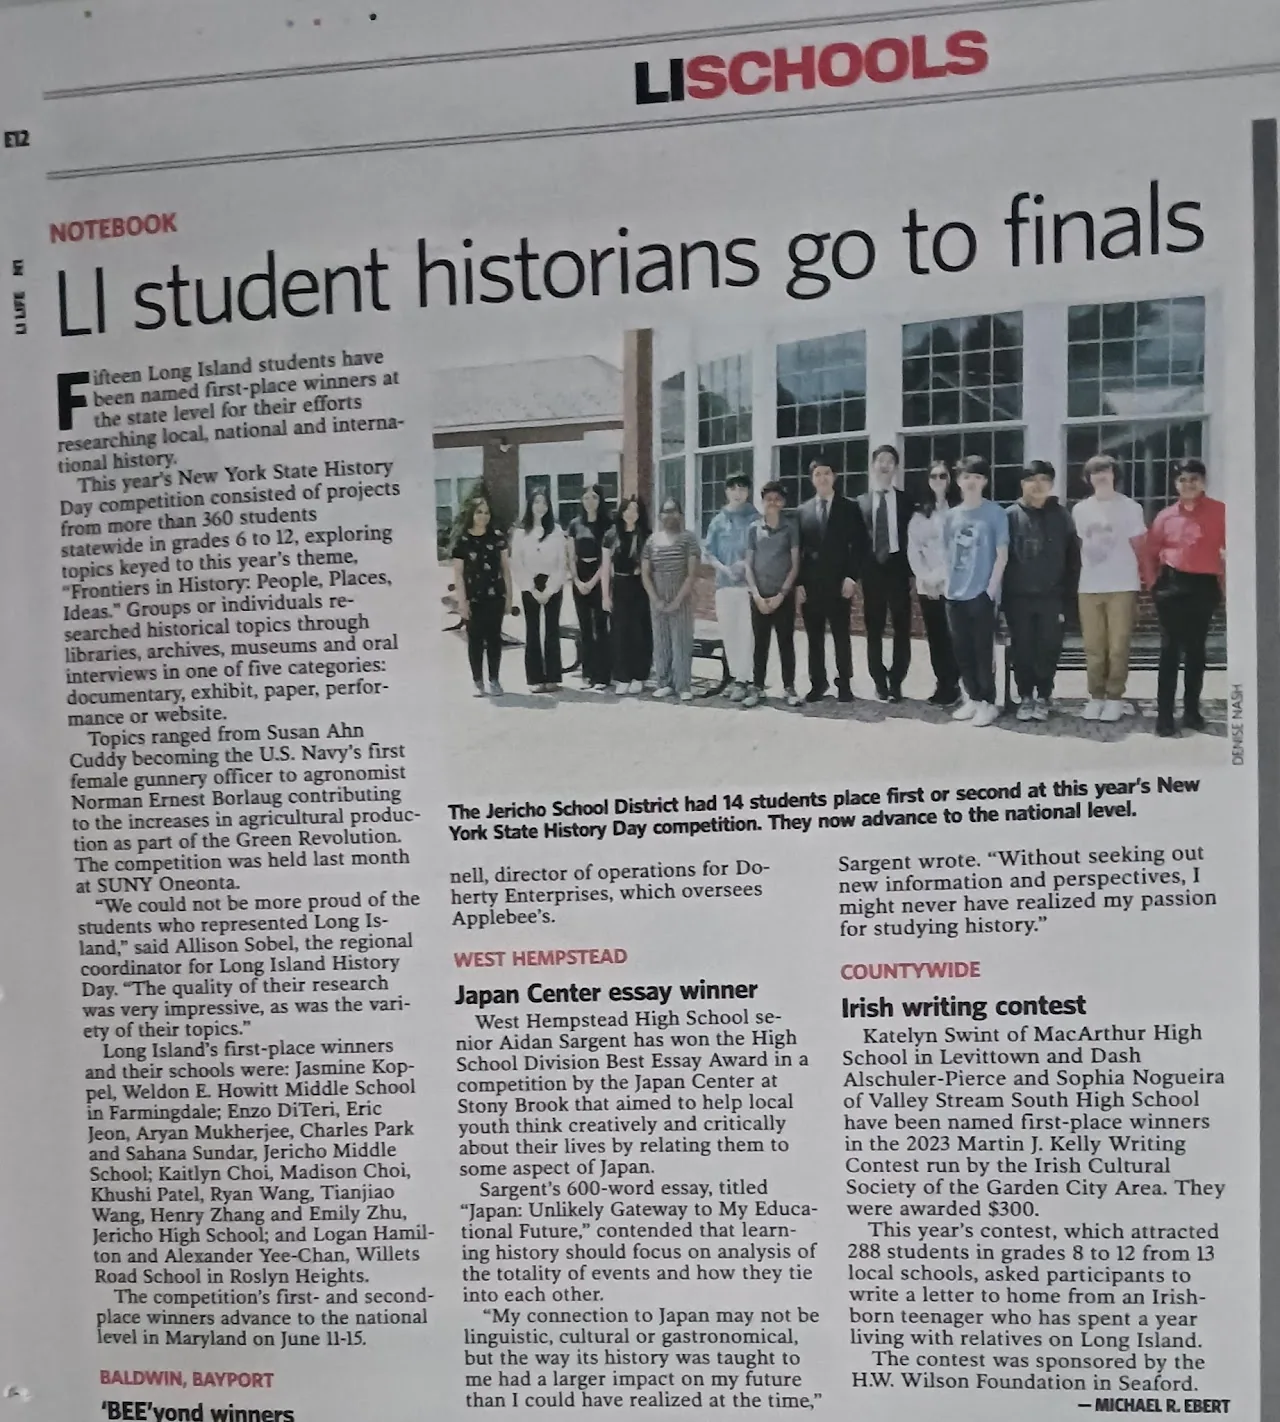 LISCHOOLS
E12
LI LIFE
NOTEBOOK
LI student historians go to finals
Fifteen Long Island students have
been named first-place winners at
the state level for their efforts
researching local, national and interna-
tional history.
This year's New York State History
Day competition consisted of projects
from more than 360 students
statewide in grades 6 to 12, exploring
topics keyed to this year's theme,
"Frontiers in History: People, Places,
Ideas." Groups or individuals re-
searched historical topics through
libraries, archives, museums and oral
interviews in one of five categories:
documentary, exhibit, paper, perfor-
mance or website.
Topics ranged from Susan Ahn
Cuddy becoming the U.S. Navy's first
female gunnery officer to agronomist
Norman Ernest Borlaug contributing
to the increases in agricultural produc-
tion as part of the Green Revolution.
The competition was held last month
at SUNY Oneonta.
"We could not be more proud of the
students who represented Long Is-
land," said Allison Sobel, the regional
coordinator for Long Island History
Day. "The quality of their research
was very impressive, as was the vari-
ety of their topics."
Long Island's first-place winners
and their schools were: Jasmine Kop-
pel, Weldon E. Howitt Middle School
in Farmingdale; Enzo DiTeri, Eric
Jeon, Aryan Mukherjee, Charles Park
and Sahana Sundar, Jericho Middle
School; Kaitlyn Choi, Madison Choi,
Khushi Patel, Ryan Wang, Tianjiao
Wang, Henry Zhang and Emily Zhu,
Jericho High School; and Logan Hamil-
ton and Alexander Yee-Chan, Willets
Road School in Roslyn Heights.
The competition's first- and second-
place winners advance to the national
level in Maryland on June 11-15.
BALDWIN, BAYPORT
'BEE'yond winners
DENISE NASH
The Jericho School District had 14 students place first or second at this year's New
York State History Day competition. They now advance to the national level.
nell, director of operations for Do-
herty Enterprises, which oversees
Applebee's.
WEST HEMPSTEAD
Japan Center essay winner
West Hempstead High School se-
nior Aidan Sargent has won the High
School Division Best Essay Award in a
competition by the Japan Center at
Stony Brook that aimed to help local
youth think creatively and critically
about their lives by relating them to
some aspect of Japan.
Sargent's 600-word essay, titled
"Japan: Unlikely Gateway to My Educa-
tional Future," contended that learn-
ing history should focus on analysis of
the totality of events and how they tie
into each other.
"My connection to Japan may not be
linguistic, cultural or gastronomical,
but the way its history was taught to
me had a larger impact on my future
than I could have realized at the time,"
Sargent wrote. "Without seeking out
new information and perspectives, I
might never have realized my passion
for studying history."
COUNTYWIDE
Irish writing contest
Katelyn Swint of MacArthur High
School in Levittown and Dash
Alschuler-Pierce and Sophia Nogueira
of Valley Stream South High School
have been named first-place winners
in the 2023 Martin J. Kelly Writing
Contest run by the Irish Cultural
Society of the Garden City Area. They
were awarded $300.
This year's contest, which attracted
288 students in grades 8 to 12 from 13
local schools, asked participants to
write a letter to home from an Irish-
born teenager who has spent a year
living with relatives on Long Island.
The contest was sponsored by the
H.W. Wilson Foundation in Seaford.
— MICHAEL R. EBERT